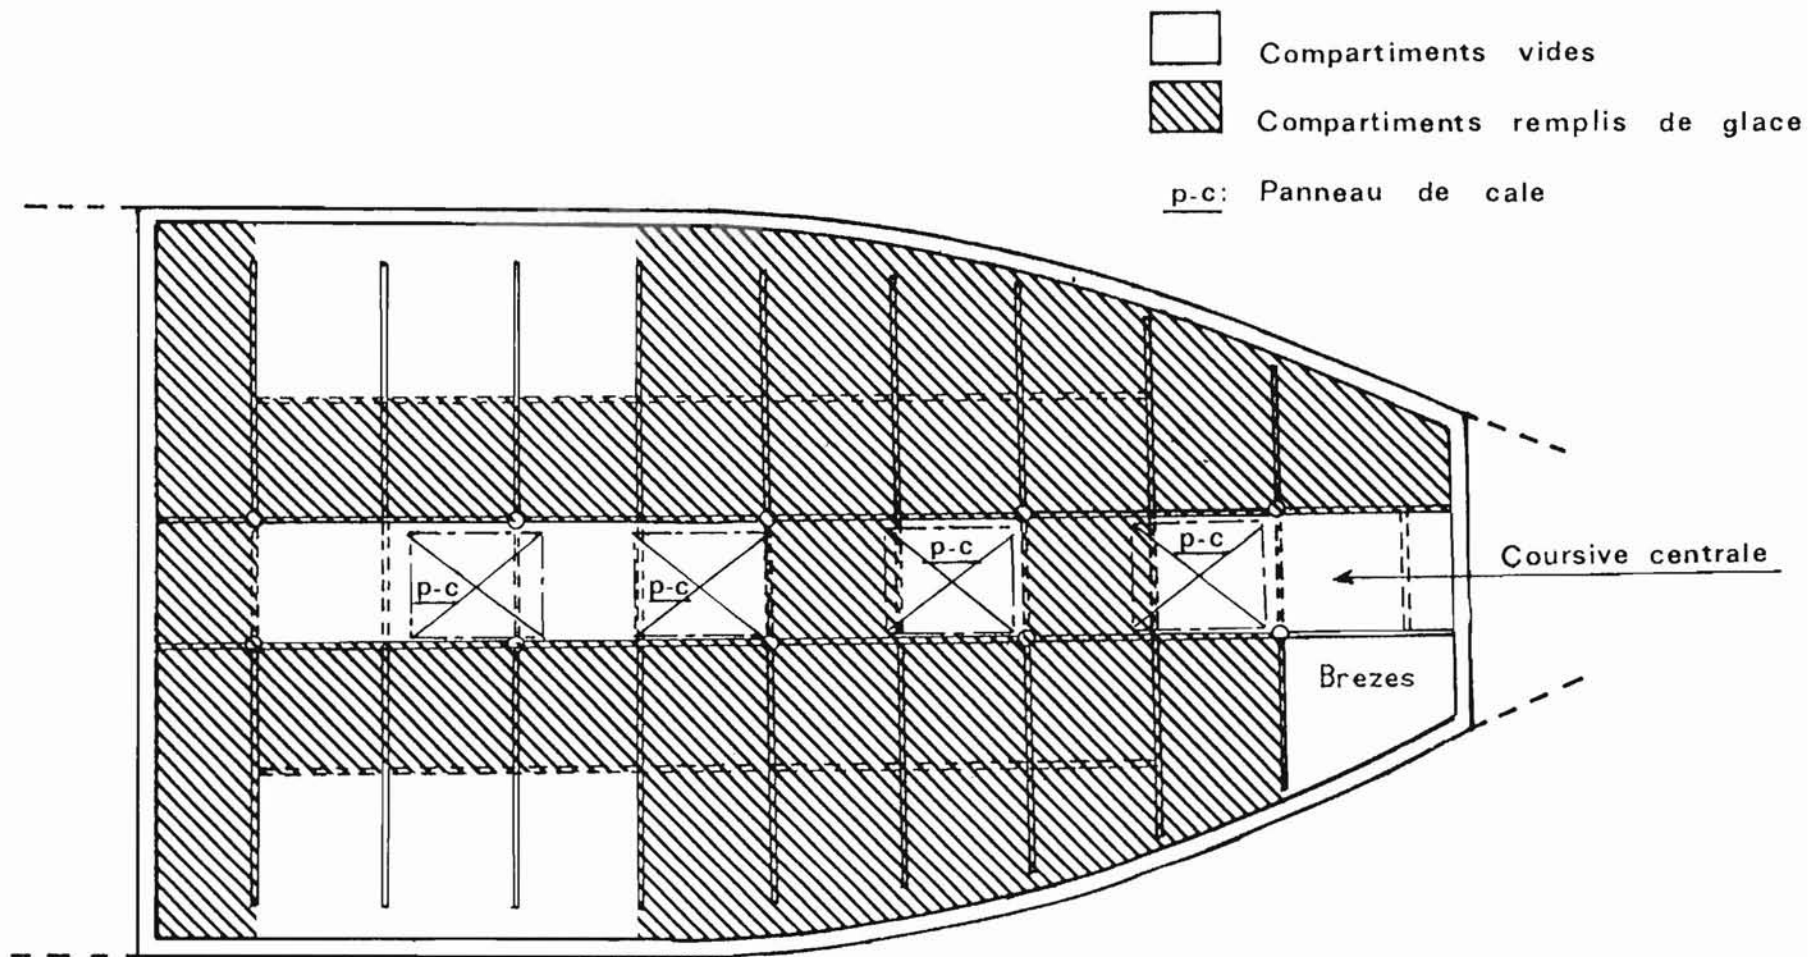 Compartiments vides
Compartiments remplis de glace
p-c: Panneau de cale
p-c
p-c
p-c
p-c
Coursive centrale
Brezes